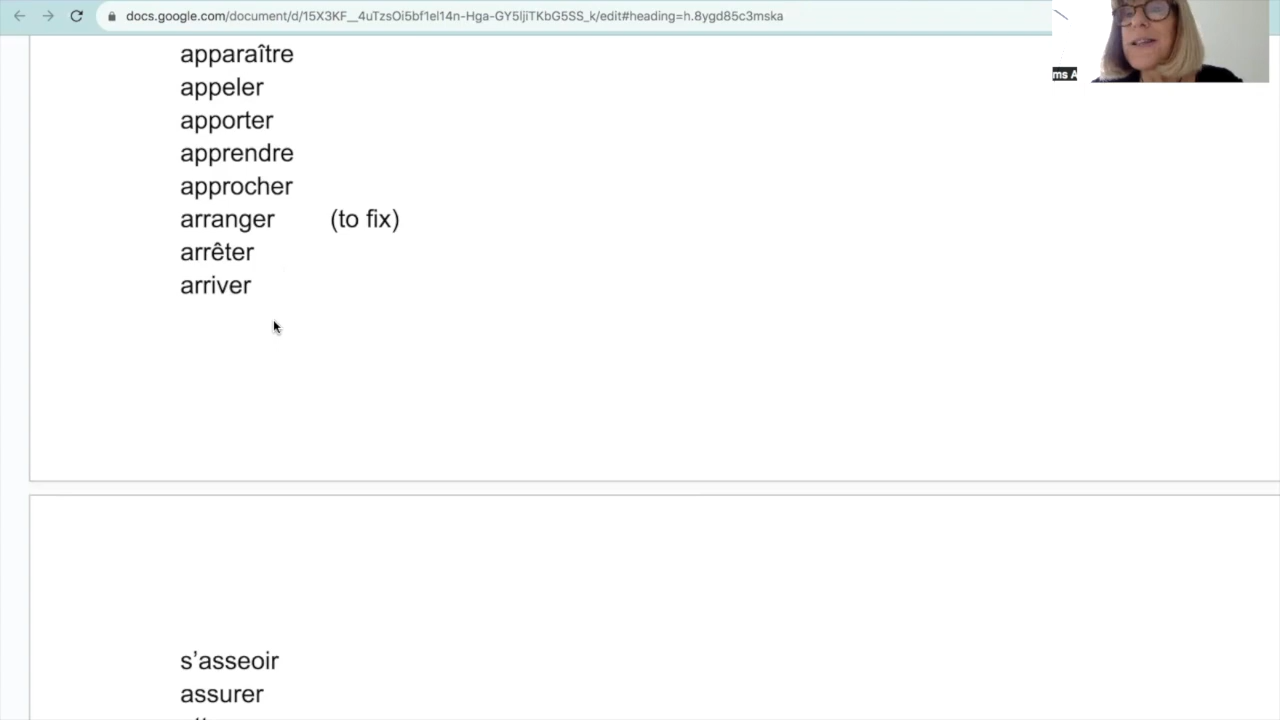 docs.google.com/document/d/15X3KF__4uTzsOi5bf1el14n-Hga-GY5ljiTKbG5SS_k/edit#heading=h.8ygd85c3mska
ms A
apparaître
appeler
apporter
apprendre
approcher
arranger (to fix)
arrêter
arriver
s’asseoir
assurer